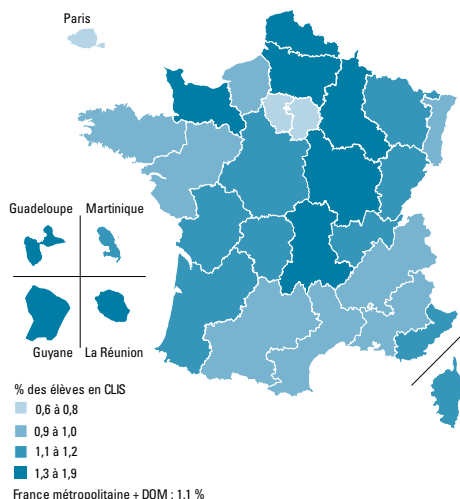 Paris
Guadeloupe
Martinique
Guyane
La Réunion
% des élèves en CLIS
0,6 à 0,8
0,9 à 1,0
1,1 à 1,2
1,3 à 1,9
France métropolitaine + DOM : 1,1 %